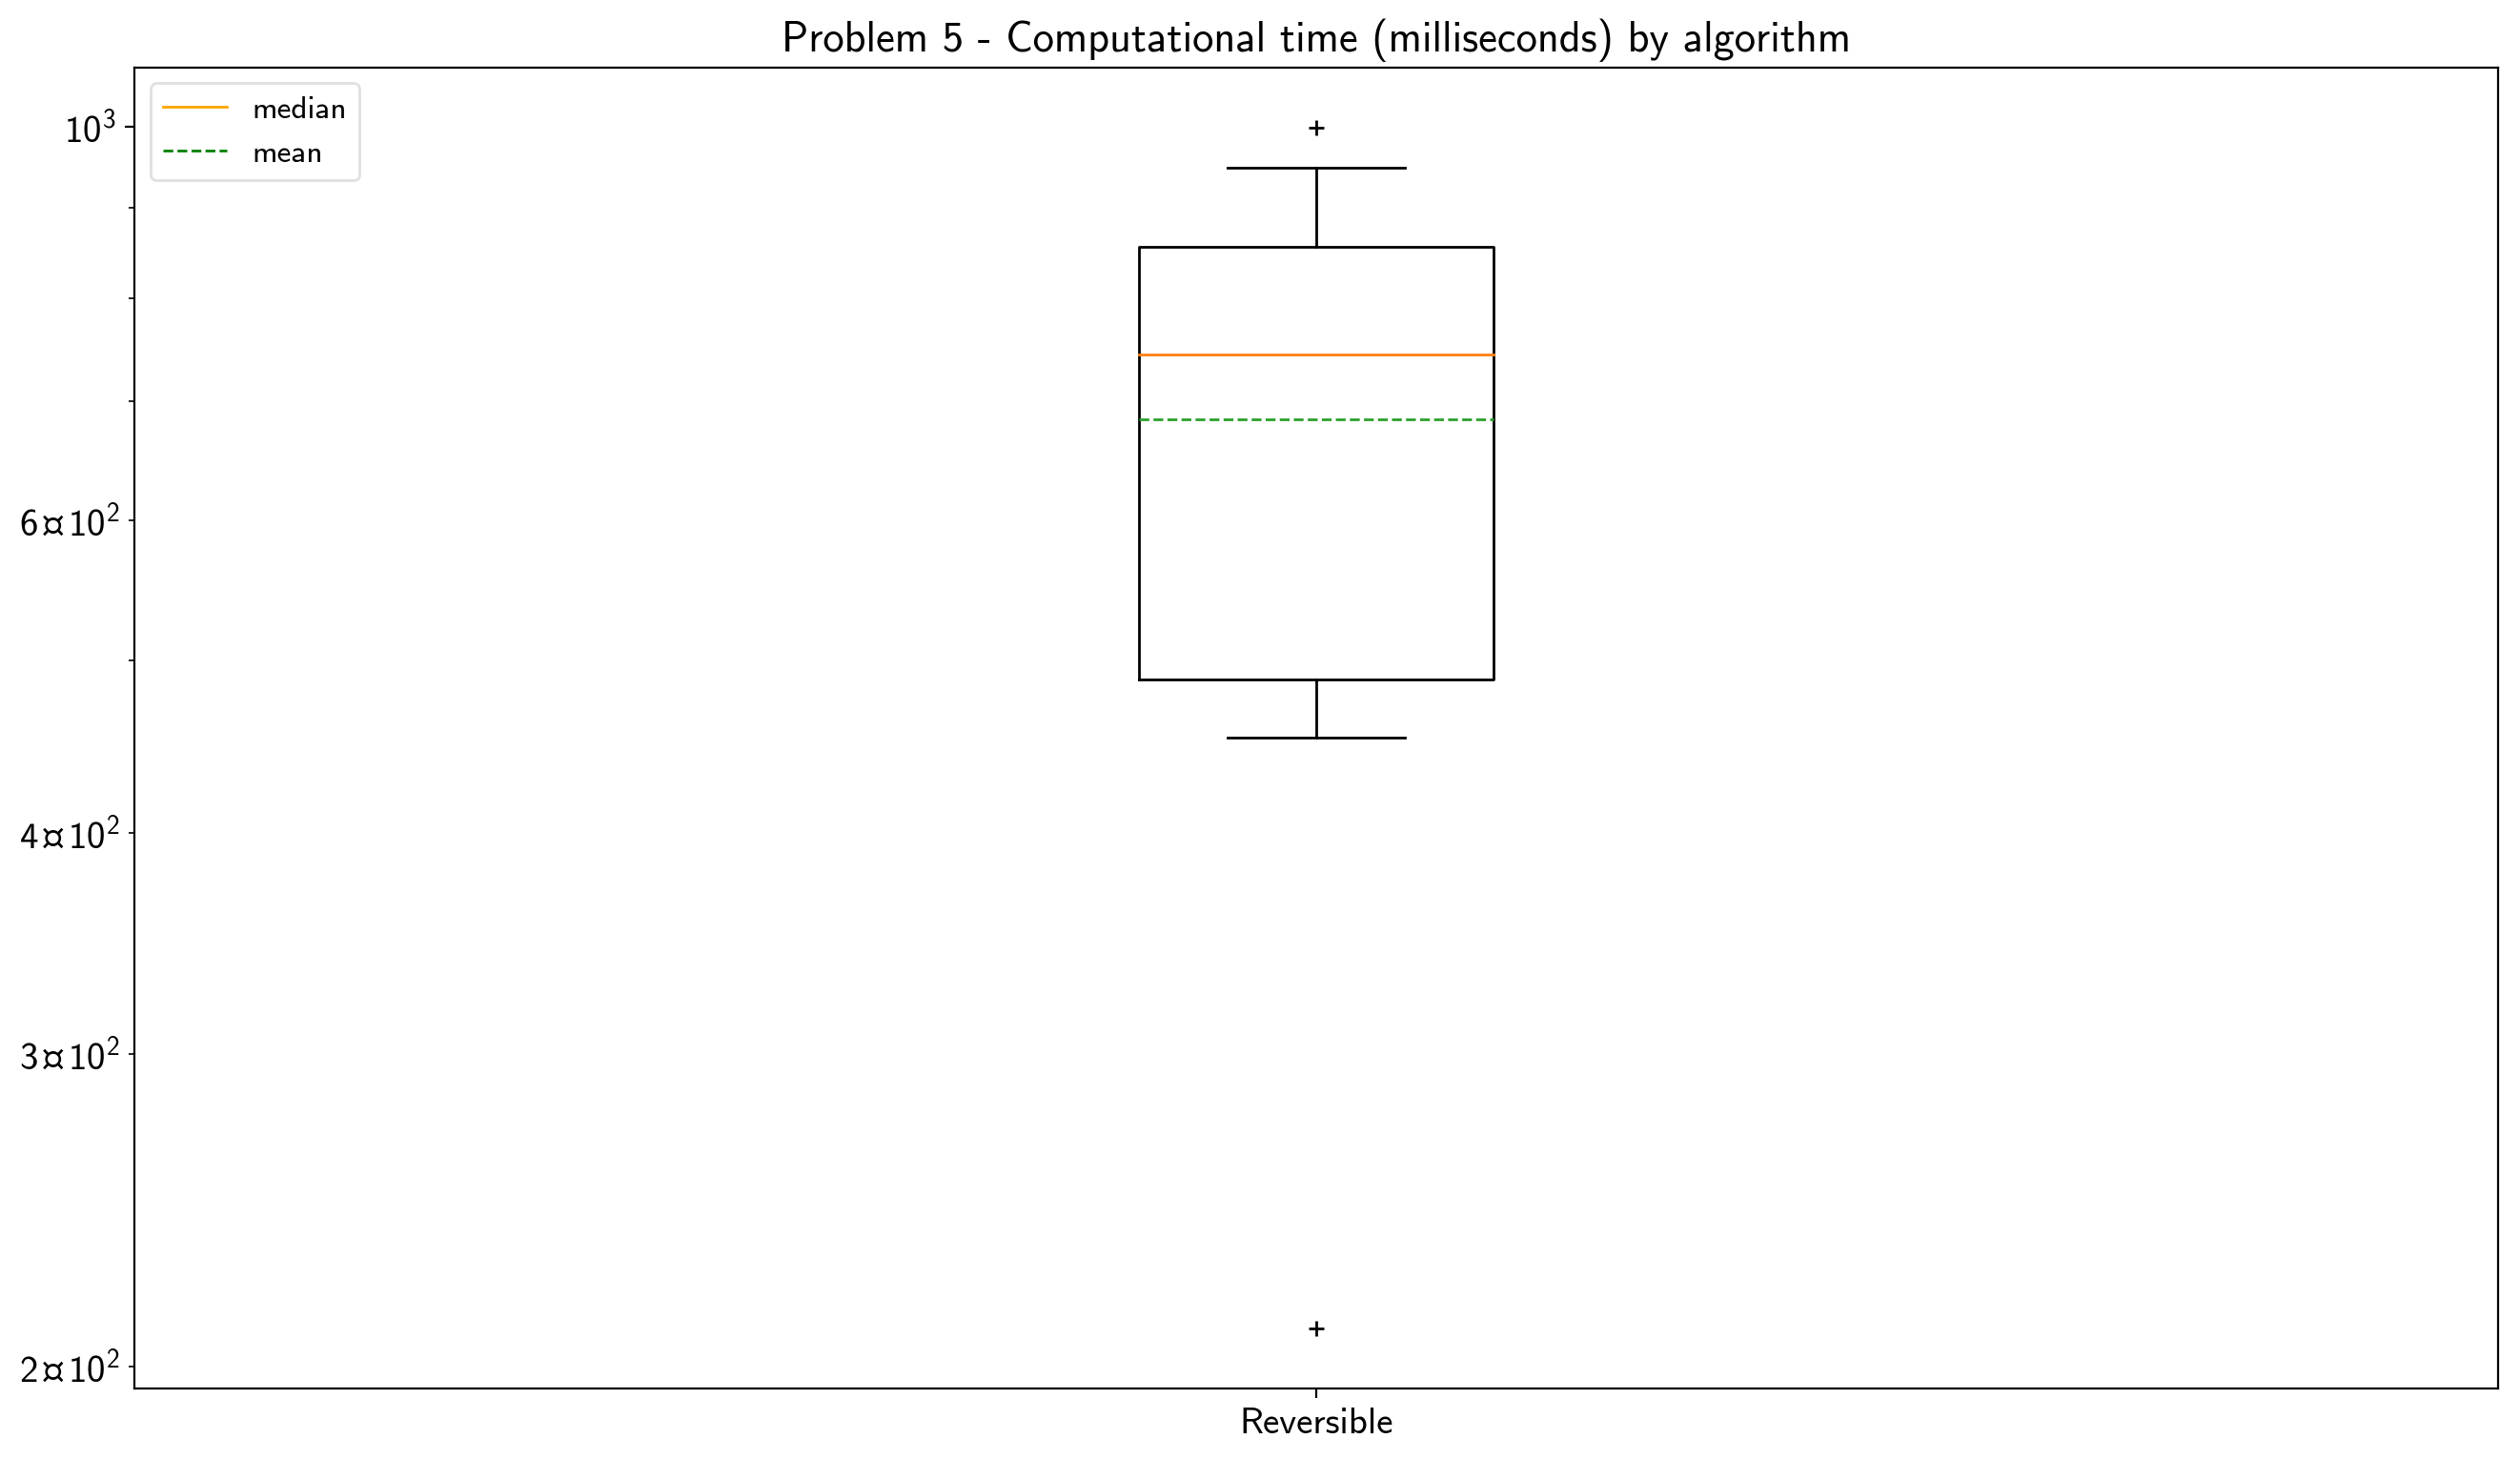 Problem 5 - Computational time (milliseconds) by algorithm
median
mean
10³
6¤10²
4¤10²
3¤10²
2¤10²
Reversible